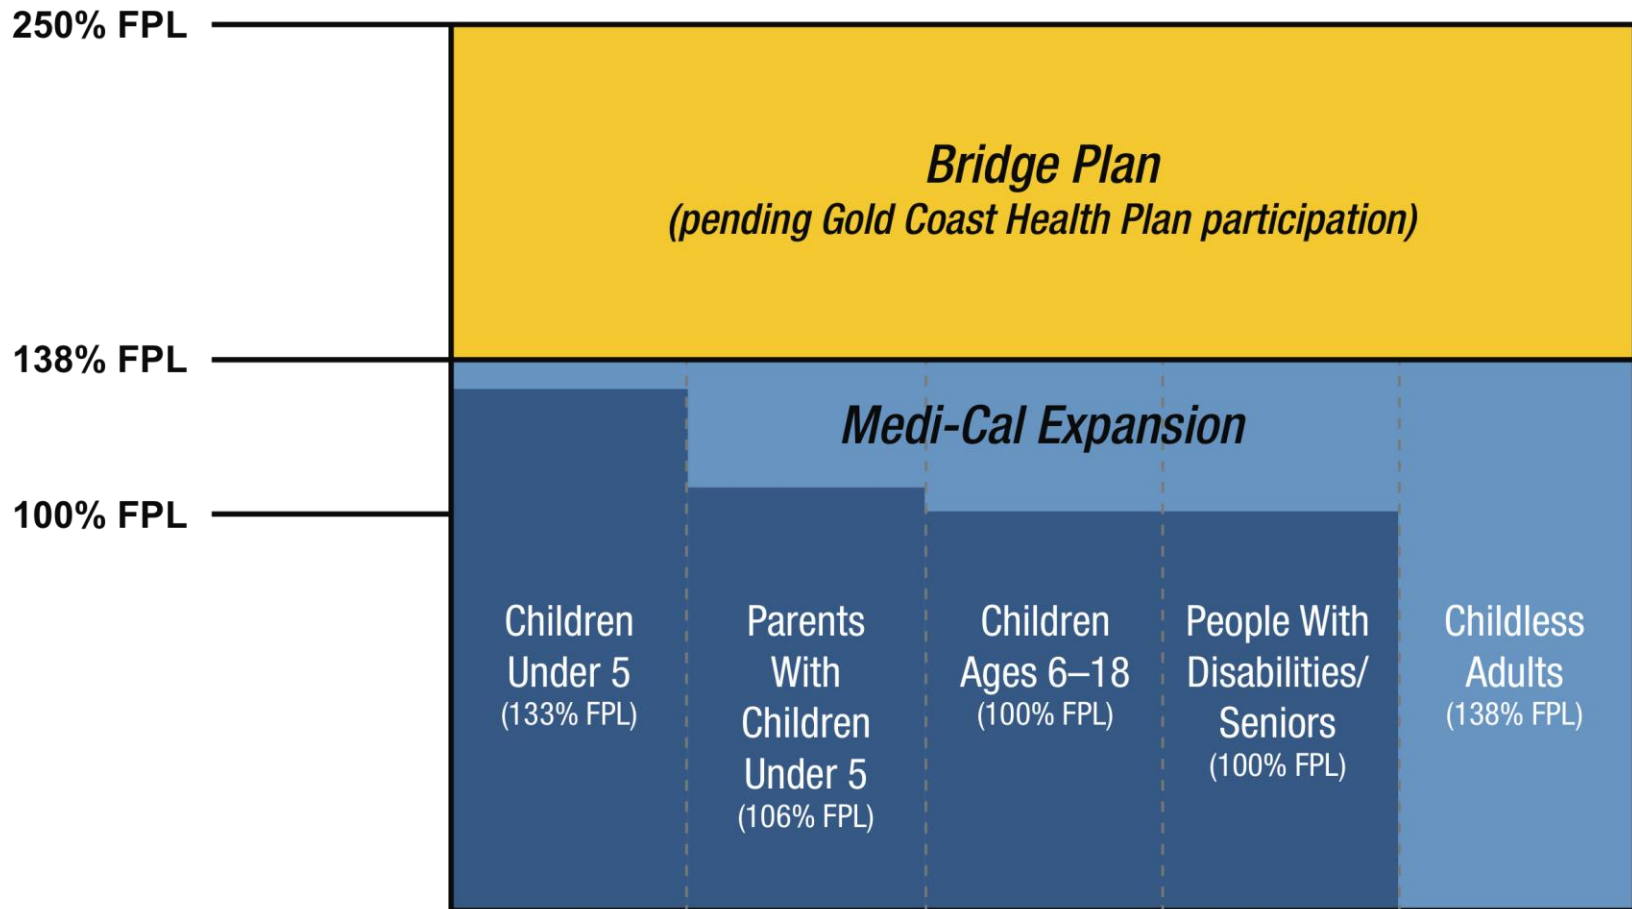 250% FPL
Bridge Plan
(pending Gold Coast Health Plan participation)
138% FPL
Medi-Cal Expansion
100% FPL
Children
Under 5
(133% FPL)
Parents
With
Children
Under 5
(106% FPL)
Children
Ages 6–18
(100% FPL)
People With
Disabilities/
Seniors
(100% FPL)
Childless
Adults
(138% FPL)